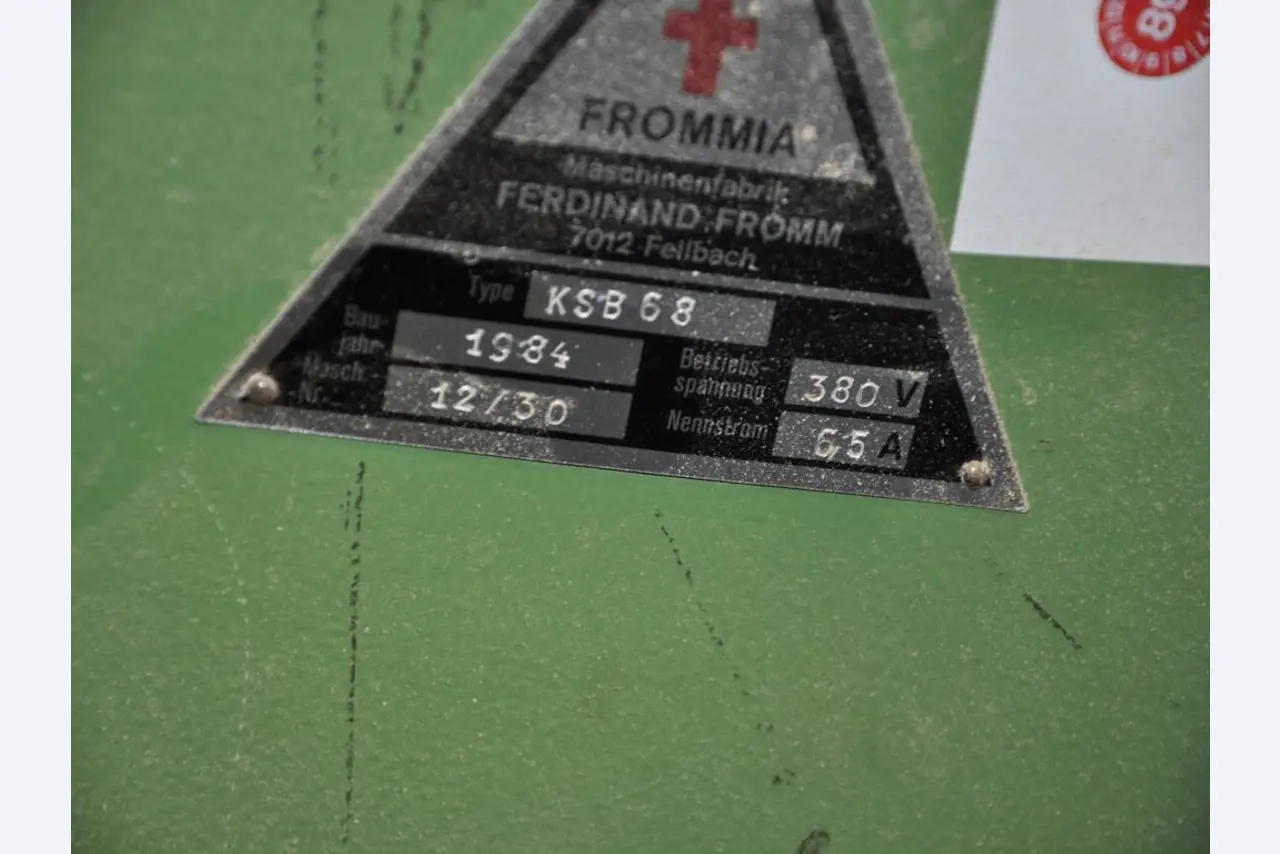 FROMMIA
Maschinenfabrik
FERDINAND FROMM
7012 Fellbach
Type KSB 68
Bau-
jahr 1984
Masch.-
Nr. 12/30
Betriebs-
spannung 380 V
Nennstrom 6,5 A
89